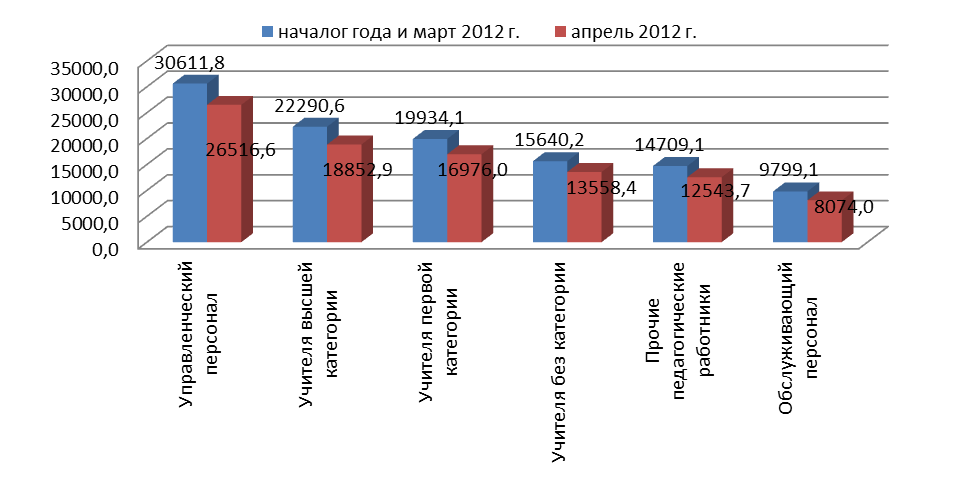 началог года и март 2012 г. апрель 2012 г.
35000,0
30000,0
25000,0
20000,0
15000,0
10000,0
5000,0
0,0
30611,8
26516,6
22290,6
18852,9
19934,1
16976,0
15640,2
13558,4
14709,1
12543,7
9799,1
8074,0
Управленческий
персонал
Учителя высшей
категории
Учителя первой
категории
Учителя без категории
Прочие
педагогические
работники
Обслуживающий
персонал